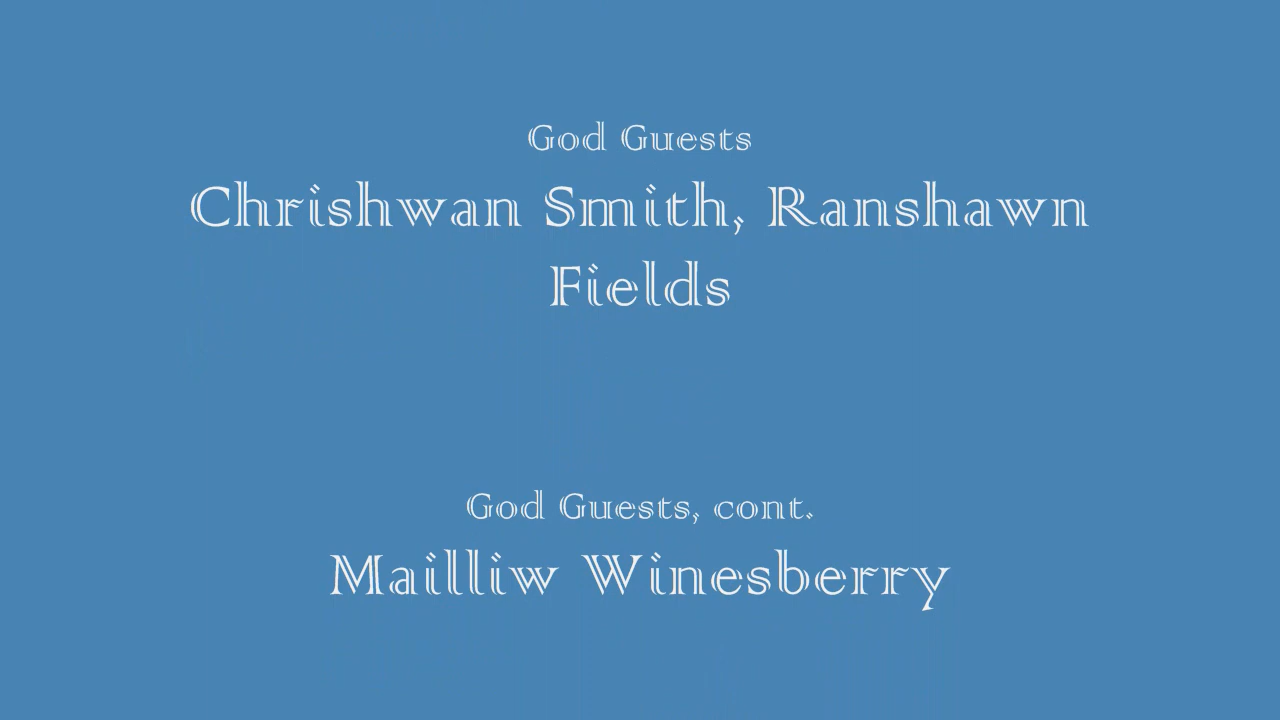 God Guests
Chrishwan Smith, Ranshawn
Fields
God Guests, cont.
Mailliw Winesberry